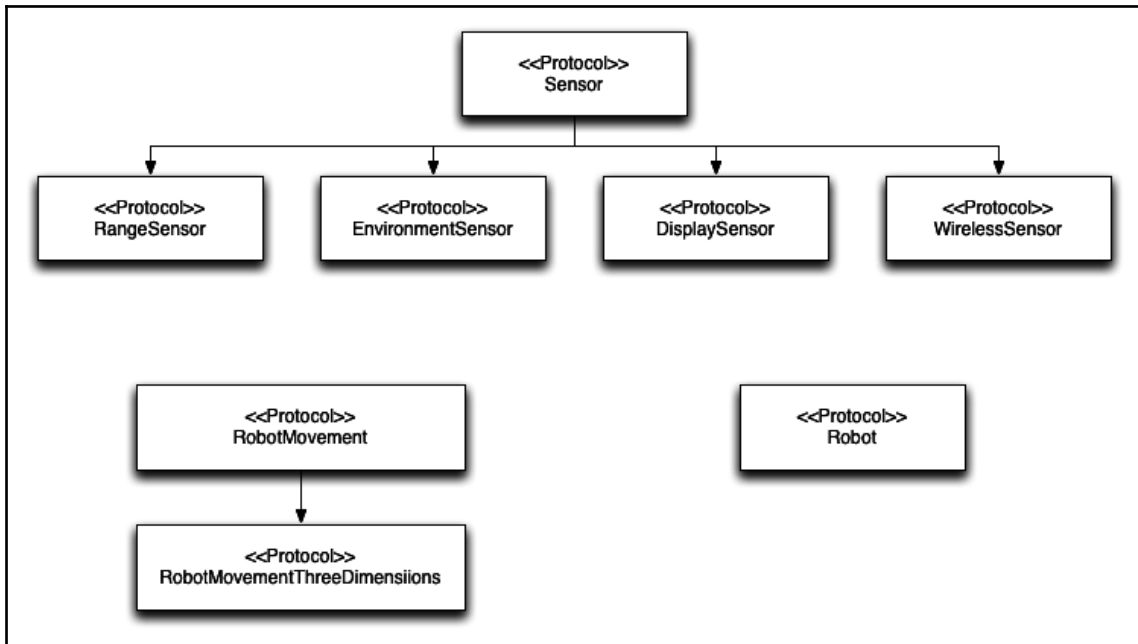 <<Protocol>>
Sensor
<<Protocol>>
RangeSensor
<<Protocol>>
EnvironmentSensor
<<Protocol>>
DisplaySensor
<<Protocol>>
WirelessSensor
<<Protocol>>
RobotMovement
<<Protocol>>
Robot
<<Protocol>>
RobotMovementThreeDimensiions